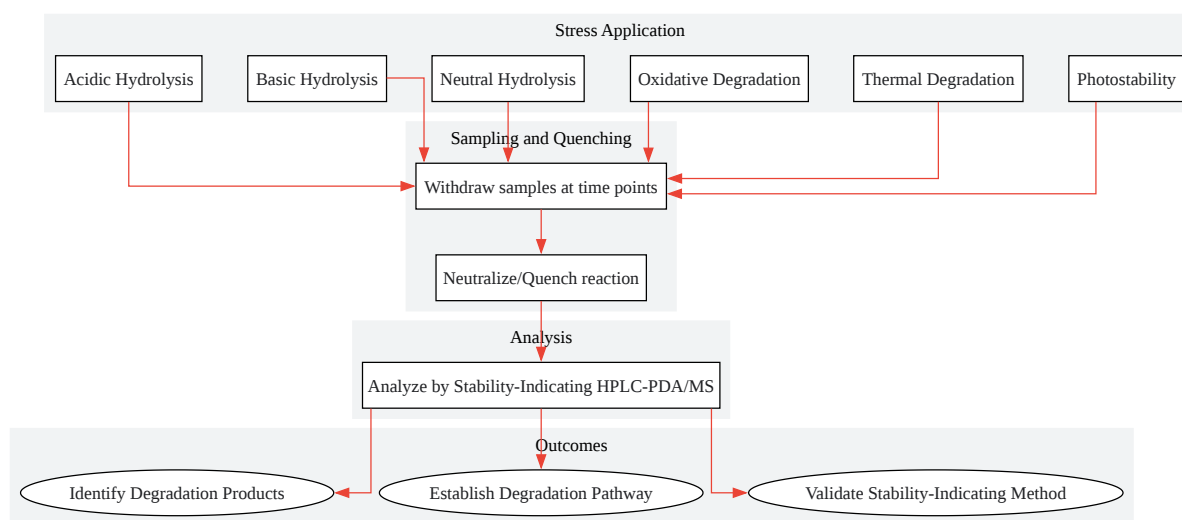 Stress Application
Acidic Hydrolysis
Basic Hydrolysis
Neutral Hydrolysis
Oxidative Degradation
Thermal Degradation
Photostability
Sampling and Quenching
Withdraw samples at time points
Neutralize/Quench reaction
Analysis
Analyze by Stability-Indicating HPLC-PDA/MS
Outcomes
Identify Degradation Products
Establish Degradation Pathway
Validate Stability-Indicating Method